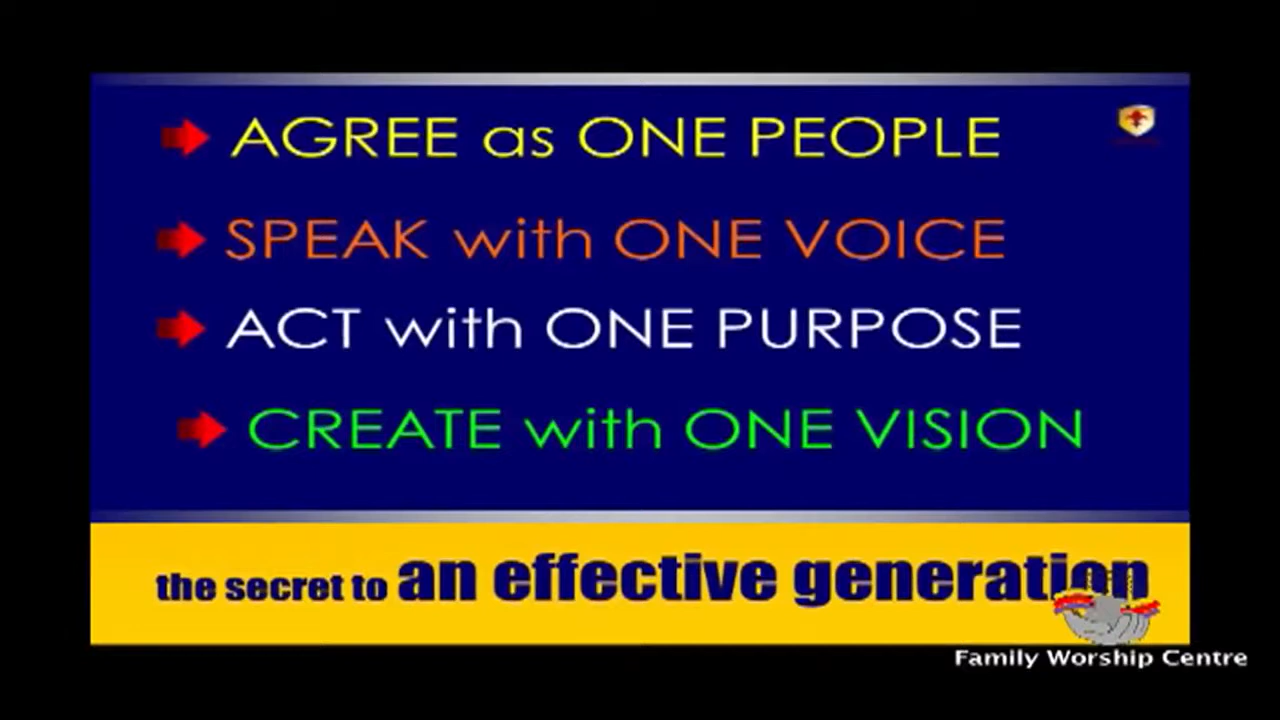 AGREE as ONE PEOPLE
SPEAK with ONE VOICE
ACT with ONE PURPOSE
CREATE with ONE VISION
the secret to an effective generation
Family Worship Centre